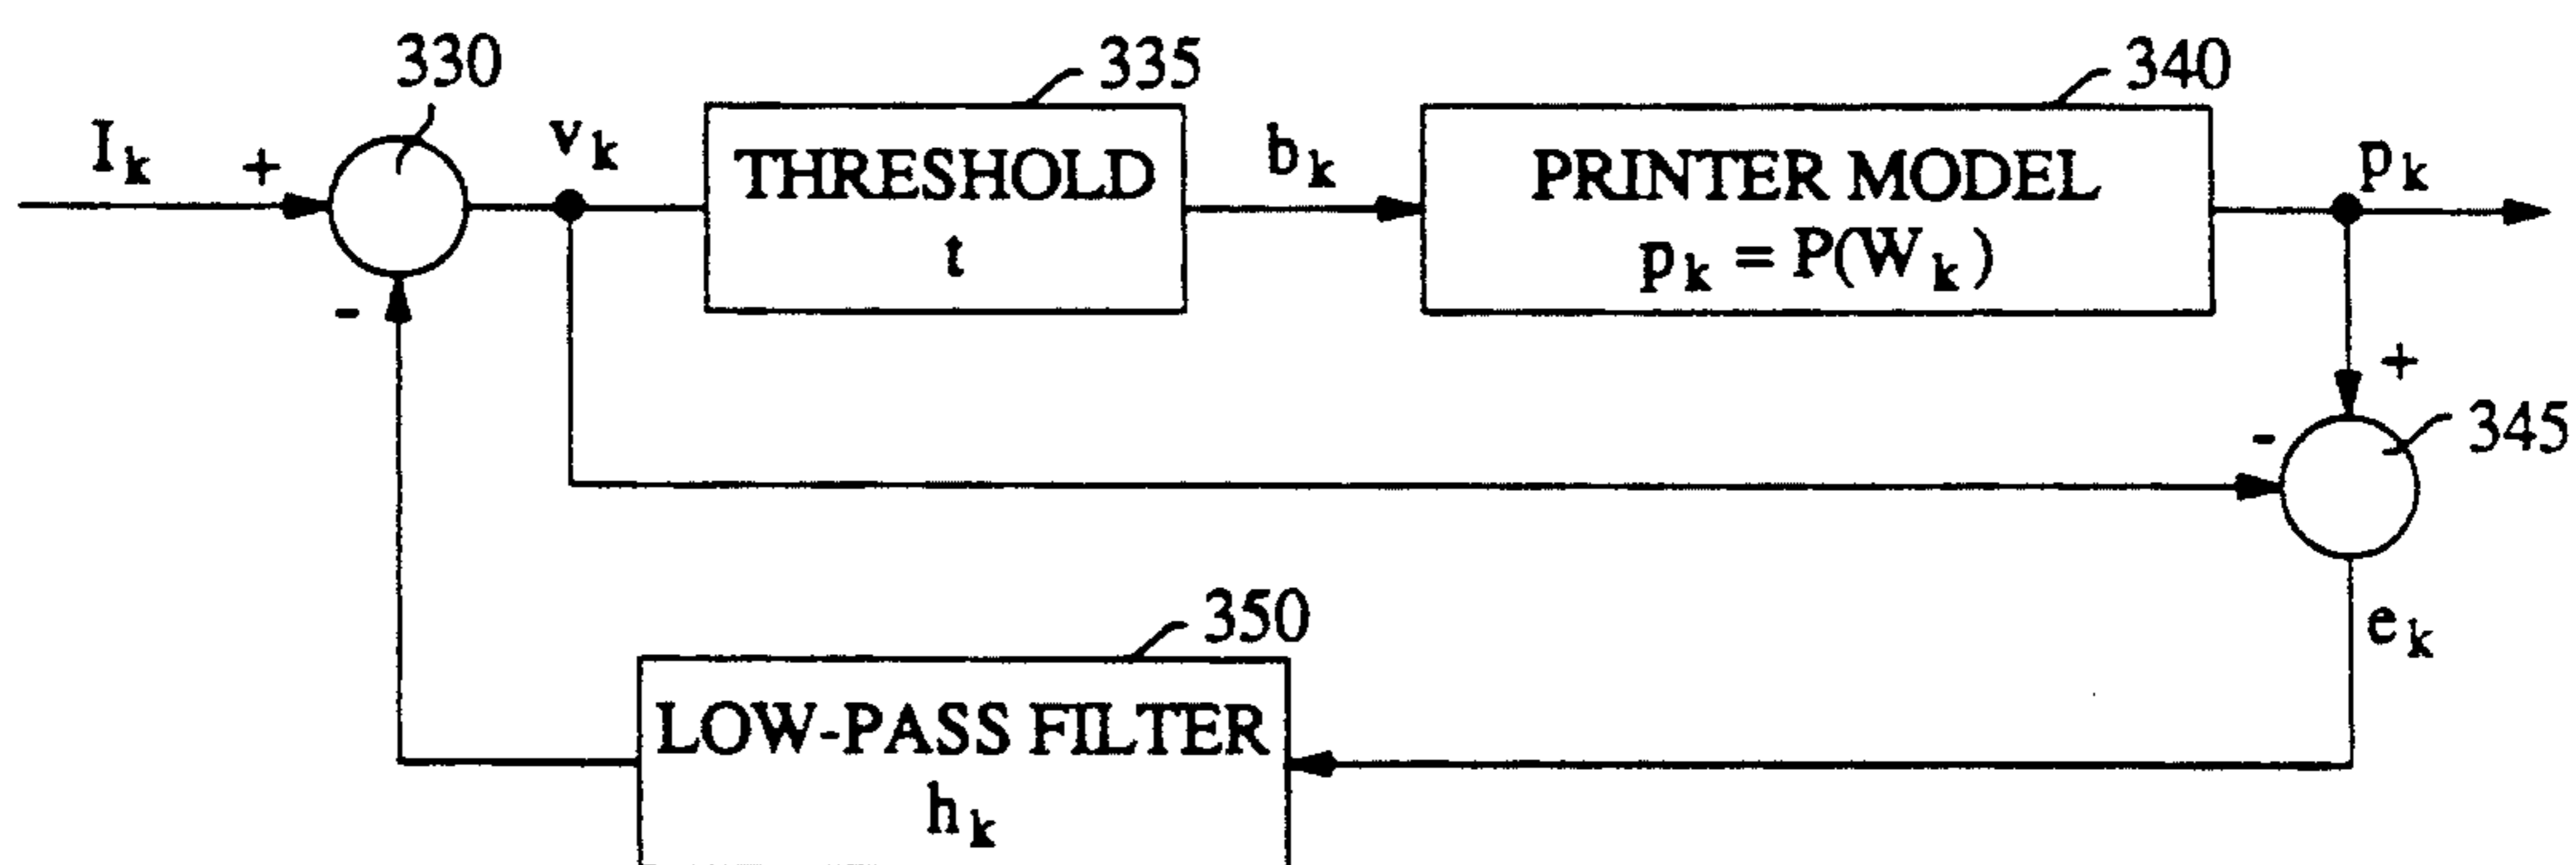 330
335
340
I_k
+
v_k
THRESHOLD
t
b_k
PRINTER MODEL
p_k = P(W_k)
p_k
-
+
-
345
350
e_k
LOW-PASS FILTER
h_k